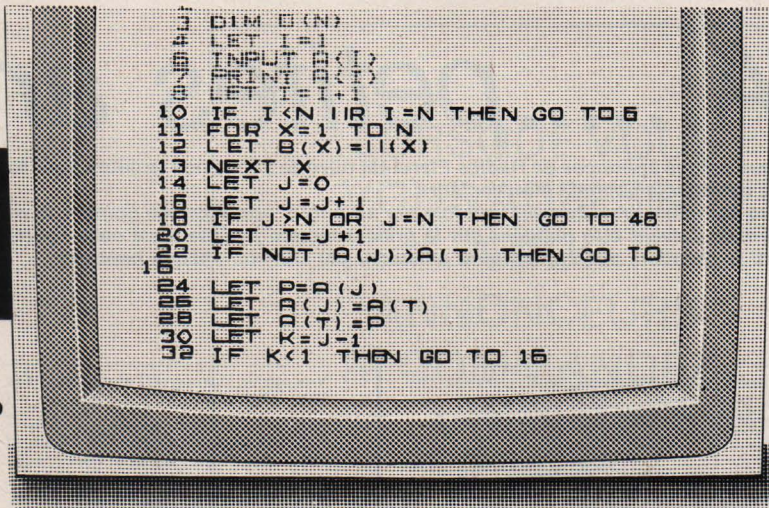 3 DIM (N)
4 LET I=1
6 INPUT A(I)
PRINT A(I)
8 LET I=I+1
10 IF I<N OR I=N THEN GO TO 6
11 FOR X=1 TO N
12 LET B(X)=A(X)
13 NEXT X
14 LET J=0
16 LET J=J+1
18 IF J>N OR J=N THEN GO TO 46
20 LET T=J+1
22 IF NOT A(J)>A(T) THEN GO TO
16
24 LET P=A(J)
26 LET A(J)=A(T)
28 LET A(T)=P
30 LET K=J-1
32 IF K<1 THEN GO TO 16